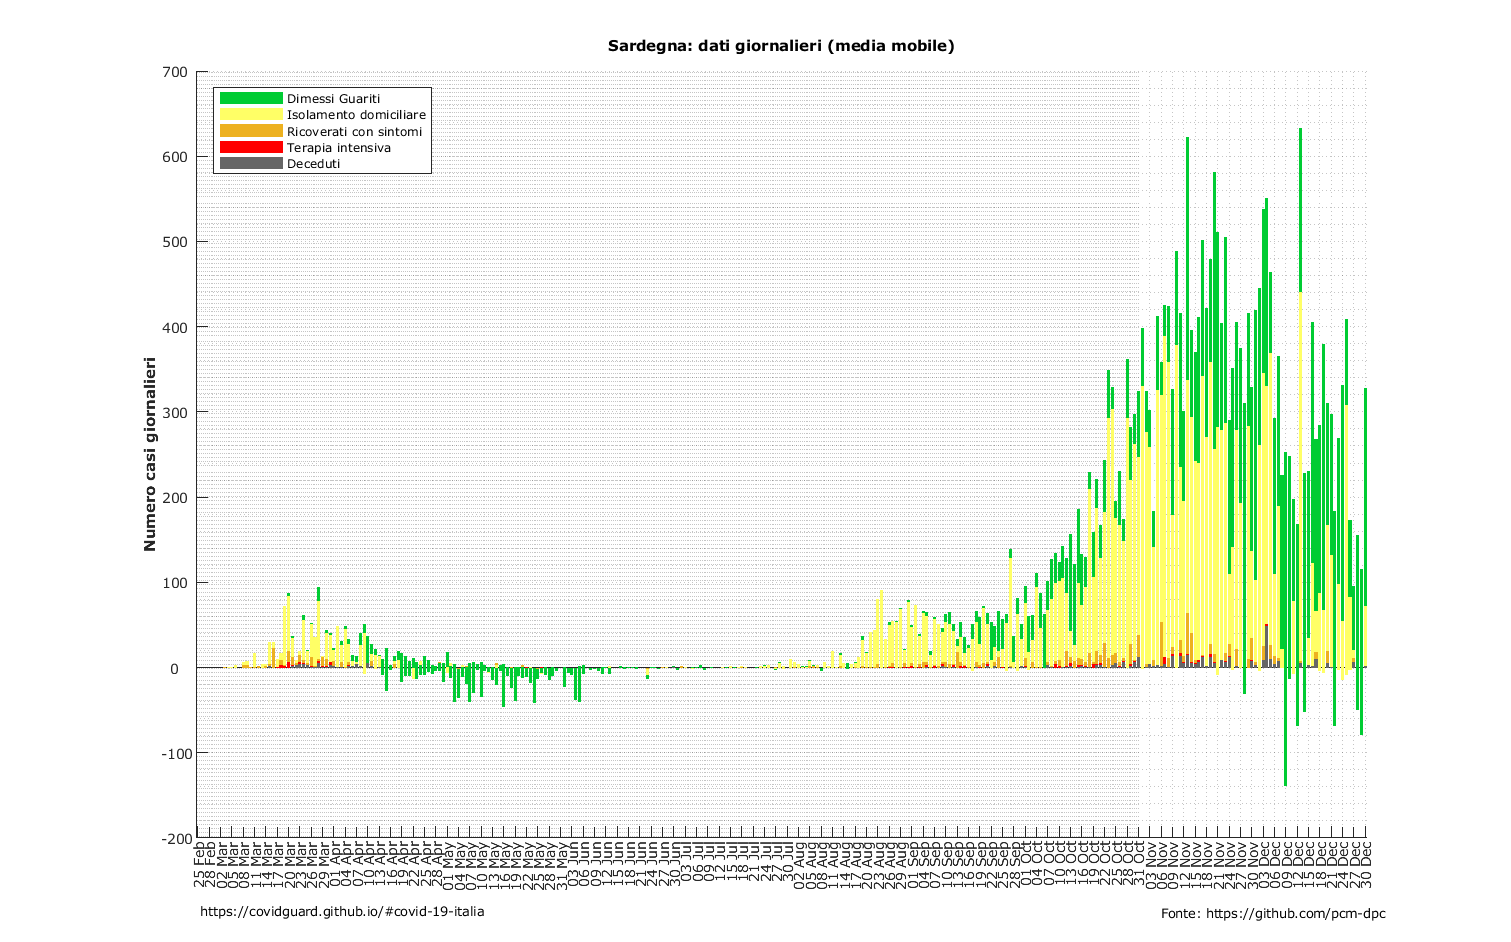 Sardegna: dati giornalieri (media mobile)
Dimessi Guariti
Isolamento domiciliare
Ricoverati con sintomi
Terapia intensiva
Deceduti
Numero casi giornalieri
700
600
500
400
300
200
100
0
-100
-200
25 Feb
28 Feb
02 Mar
05 Mar
08 Mar
11 Mar
14 Mar
17 Mar
20 Mar
23 Mar
26 Mar
29 Mar
01 Apr
04 Apr
07 Apr
10 Apr
13 Apr
16 Apr
19 Apr
22 Apr
25 Apr
28 Apr
01 May
04 May
07 May
10 May
13 May
16 May
19 May
22 May
25 May
28 May
31 May
03 Jun
06 Jun
09 Jun
12 Jun
15 Jun
18 Jun
21 Jun
24 Jun
27 Jun
30 Jun
03 Jul
06 Jul
09 Jul
12 Jul
15 Jul
18 Jul
21 Jul
24 Jul
27 Jul
30 Jul
02 Aug
05 Aug
08 Aug
11 Aug
14 Aug
17 Aug
20 Aug
23 Aug
26 Aug
29 Aug
01 Sep
04 Sep
07 Sep
10 Sep
13 Sep
16 Sep
19 Sep
22 Sep
25 Sep
28 Sep
01 Oct
04 Oct
07 Oct
10 Oct
13 Oct
16 Oct
19 Oct
22 Oct
25 Oct
28 Oct
31 Oct
03 Nov
06 Nov
09 Nov
12 Nov
15 Nov
18 Nov
21 Nov
24 Nov
27 Nov
30 Nov
03 Dec
06 Dec
09 Dec
12 Dec
15 Dec
18 Dec
21 Dec
24 Dec
27 Dec
30 Dec
https://covidguard.github.io/#covid-19-italia
Fonte: https://github.com/pcm-dpc